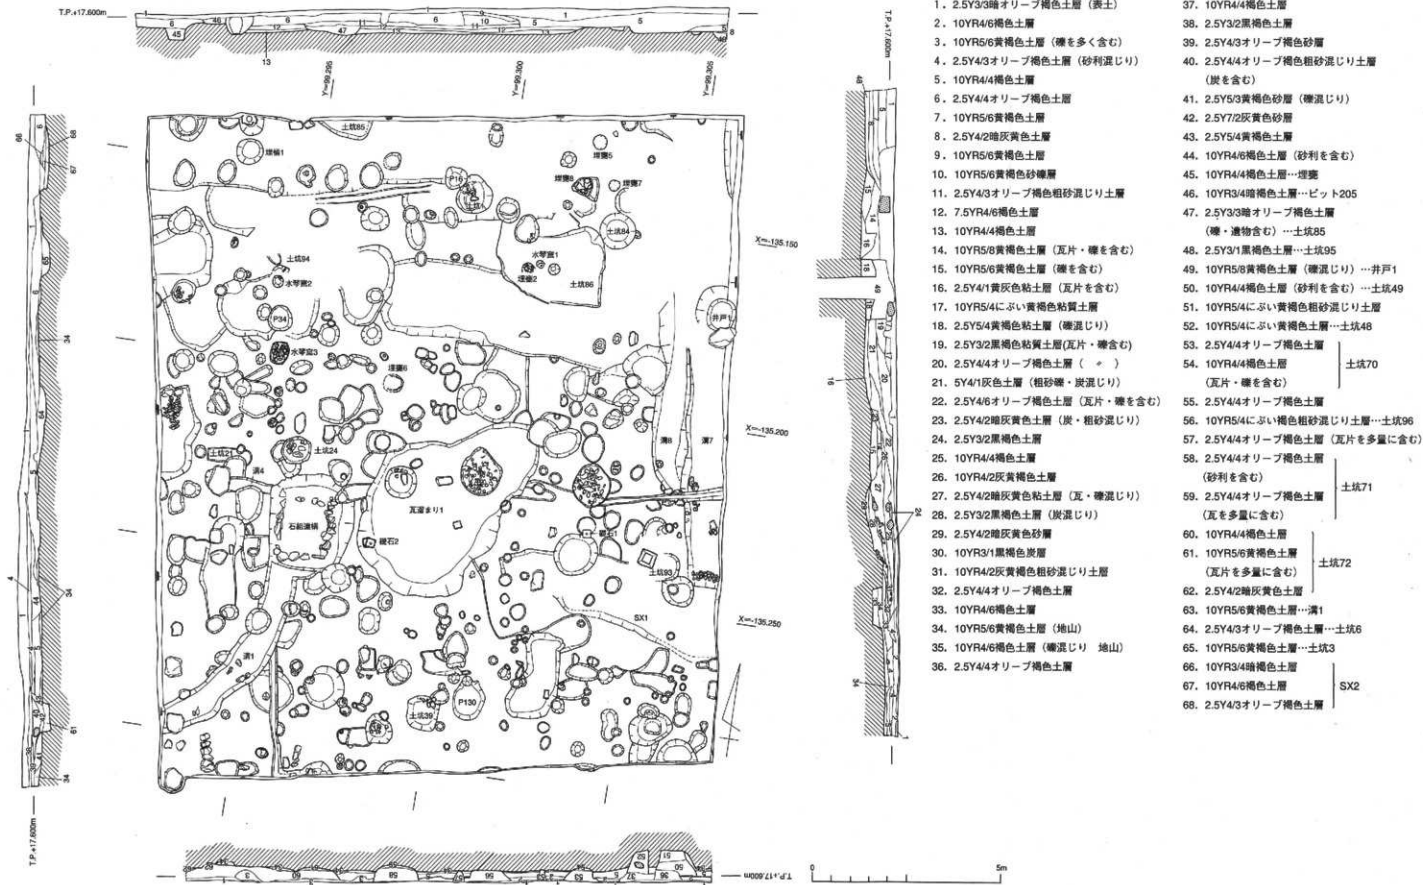 T.P.+17.600m
Y=-99.295
Y=-99.300
Y=-99.305
X=-135.150
X=-135.200
X=-135.250
土坑85
埋桶1
埋甕5
P16
埋甕8
埋甕7
土坑84
土坑94
水琴窟1
水琴窟2
埋甕2
土坑86
P34
井戸1
水琴窟3
埋甕6
土坑21
土坑24
溝4
溝8
溝7
瓦溜まり1
石組遺構
礎石2
礎石1
土坑93
SX1
溝1
P130
土坑39
T.P.+17.600m
T.P.+17.600m
T.P.+17.600m
0 5m
1. 2.5Y3/3暗オリーブ褐色土層（表土）
2. 10YR4/6褐色土層
3. 10YR5/6黄褐色土層（礫を多く含む）
4. 2.5Y4/3オリーブ褐色土層（砂利混じり）
5. 10YR4/4褐色土層
6. 2.5Y4/4オリーブ褐色土層
7. 10YR5/6黄褐色土層
8. 2.5Y4/2暗灰黄色土層
9. 10YR5/6黄褐色土層
10. 10YR5/6黄褐色砂礫層
11. 2.5Y4/3オリーブ褐色粗砂混じり土層
12. 7.5YR4/6褐色土層
13. 10YR4/4褐色土層
14. 10YR5/8黄褐色土層（瓦片・礫を含む）
15. 10YR5/6黄褐色土層（礫を含む）
16. 2.5Y4/1黄灰色粘土層（瓦片を含む）
17. 10YR5/4にぶい黄褐色粘質土層
18. 2.5Y5/4黄褐色粘土層（礫混じり）
19. 2.5Y3/2黒褐色粘質土層(瓦片・礫含む)
20. 2.5Y4/4オリーブ褐色土層（ 〃 ）
21. 5Y4/1灰色土層（粗砂礫・炭混じり）
22. 2.5Y4/6オリーブ褐色土層（瓦片・礫を含む）
23. 2.5Y4/2暗灰黄色土層（炭・粗砂混じり）
24. 2.5Y3/2黒褐色土層
25. 10YR4/4褐色土層
26. 10YR4/2灰黄褐色土層
27. 2.5Y4/2暗灰黄色粘土層（瓦・礫混じり）
28. 2.5Y3/2黒褐色土層（炭混じり）
29. 2.5Y4/2暗灰黄色砂層
30. 10YR3/1黒褐色炭層
31. 10YR4/2灰黄褐色粗砂混じり土層
32. 2.5Y4/4オリーブ褐色土層
33. 10YR4/6褐色土層
34. 10YR5/6黄褐色土層（地山）
35. 10YR4/6褐色土層（礫混じり　地山）
36. 2.5Y4/4オリーブ褐色土層
37. 10YR4/4褐色土層
38. 2.5Y3/2黒褐色土層
39. 2.5Y4/3オリーブ褐色砂層
40. 2.5Y4/4オリーブ褐色粗砂混じり土層
（炭を含む）
41. 2.5Y5/3黄褐色砂層（礫混じり）
42. 2.5Y7/2灰黄色砂層
43. 2.5Y5/4黄褐色土層
44. 10YR4/6褐色土層（砂利を含む）
45. 10YR4/4褐色土層…埋甕
46. 10YR3/4暗褐色土層…ピット205
47. 2.5Y3/3暗オリーブ褐色土層
（礫・遺物含む）…土坑85
48. 2.5Y3/1黒褐色土層…土坑95
49. 10YR5/8黄褐色土層（礫混じり）…井戸1
50. 10YR4/4褐色土層（砂利を含む）…土坑49
51. 10YR5/4にぶい黄褐色粗砂混じり土層
52. 10YR5/4にぶい黄褐色土層…土坑48
53. 2.5Y4/4オリーブ褐色土層
54. 10YR4/4褐色土層
（瓦片・礫を含む）
土坑70
55. 2.5Y4/4オリーブ褐色土層
56. 10YR5/4にぶい褐色粗砂混じり土層…土坑96
57. 2.5Y4/4オリーブ褐色土層（瓦片を多量に含む）
58. 2.5Y4/4オリーブ褐色土層
（砂利を含む）
59. 2.5Y4/4オリーブ褐色土層
（瓦を多量に含む）
土坑71
60. 10YR4/4褐色土層
61. 10YR5/6黄褐色土層
（瓦片を多量に含む）
62. 2.5Y4/2暗灰黄色土層
土坑72
63. 10YR5/6黄褐色土層…溝1
64. 2.5Y4/3オリーブ褐色土層…土坑6
65. 10YR5/6黄褐色土層…土坑3
66. 10YR3/4暗褐色土層
67. 10YR4/6褐色土層
68. 2.5Y4/3オリーブ褐色土層
SX2